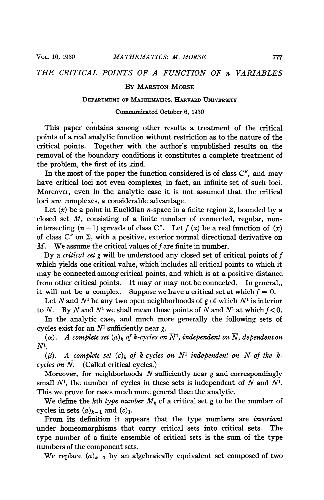 VOL. 16, 1930 MATHEMATICS: M. MORSE 777
THE CRITICAL POINTS OF A FUNCTION OF n VARIABLES
BY MARSTON MORSE
DEPARTMENT OF MATHEMATICS, HARVARD UNIVERSITY
Communicated October 6, 1930
This paper contains among other results a treatment of the critical
points of a real analytic function without restriction as to the nature of the
critical points. Together with the author's unpublished results on the
removal of the boundary conditions it constitutes a complete treatment of
the problem, the first of its kind.
In the most of the paper the function considered is of class C″, and may
have critical loci not even complexes, in fact, an infinite set of such loci.
Moreover, even in the analytic case it is not assumed that the critical
loci are complexes, a considerable advantage.
Let (x) be a point in Euclidian n-space in a finite region Σ, bounded by a
closed set M, consisting of a finite number of connected, regular, non-
intersecting (n − 1) spreads of class C″. Let f (x) be a real function of (x)
of class C″ on Σ, with a positive, exterior normal directional derivative on
M. We assume the critical values of f are finite in number.
By a critical set g will be understood any closed set of critical points of f
which yields one critical value, which includes all critical points to which it
may be connected among critical points, and which is at a positive distance
from other critical points. It may or may not be connected. In general,
it will not be a complex. Suppose we have a critical set at which f = 0.
Let N and N¹ be any two open neighborhoods of g of which N¹ is interior
to N. By N and N¹ we shall mean those points of N and N¹ at which f < 0.
In the analytic case, and much more generally the following sets of
cycles exist for an N¹ sufficiently near g.
(α). A complete set (a)ₖ of k-cycles on N¹, independent on N, dependent on
N¹.
(β). A complete set (c)ₖ of k-cycles on N¹ independent on N of the k-
cycles on N. (Called critical cycles.)
Moreover, for neighborhoods N sufficiently near g and correspondingly
small N¹, the number of cycles in these sets is independent of N and N¹.
This we prove for cases much more general than the analytic.
We define the kth type number Mₖ of a critical set g to be the number of
cycles in sets (a)ₖ₋₁ and (c)ₖ.
From its definition it appears that the type numbers are invariant
under homeomorphisms that carry critical sets into critical sets. The
type number of a finite ensemble of critical sets is the sum of the type
numbers of the component sets.
We replace (a)ₖ₋₁ by an algebraically equivalent set composed of two